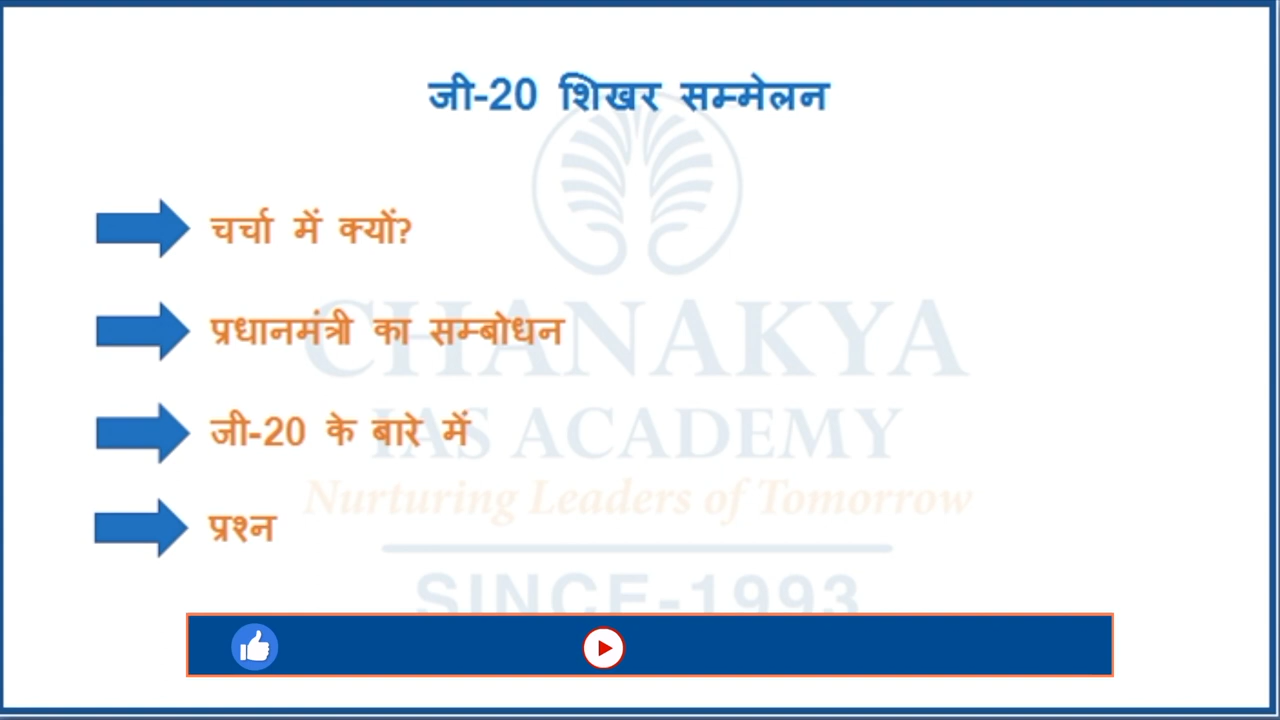 जी-20 शिखर सम्मेलन
चर्चा में क्यों?
प्रधानमंत्री का सम्बोधन
जी-20 के बारे में
प्रश्न
CHANAKYA
IAS ACADEMY
Nurturing Leaders of Tomorrow
SINCE-1993